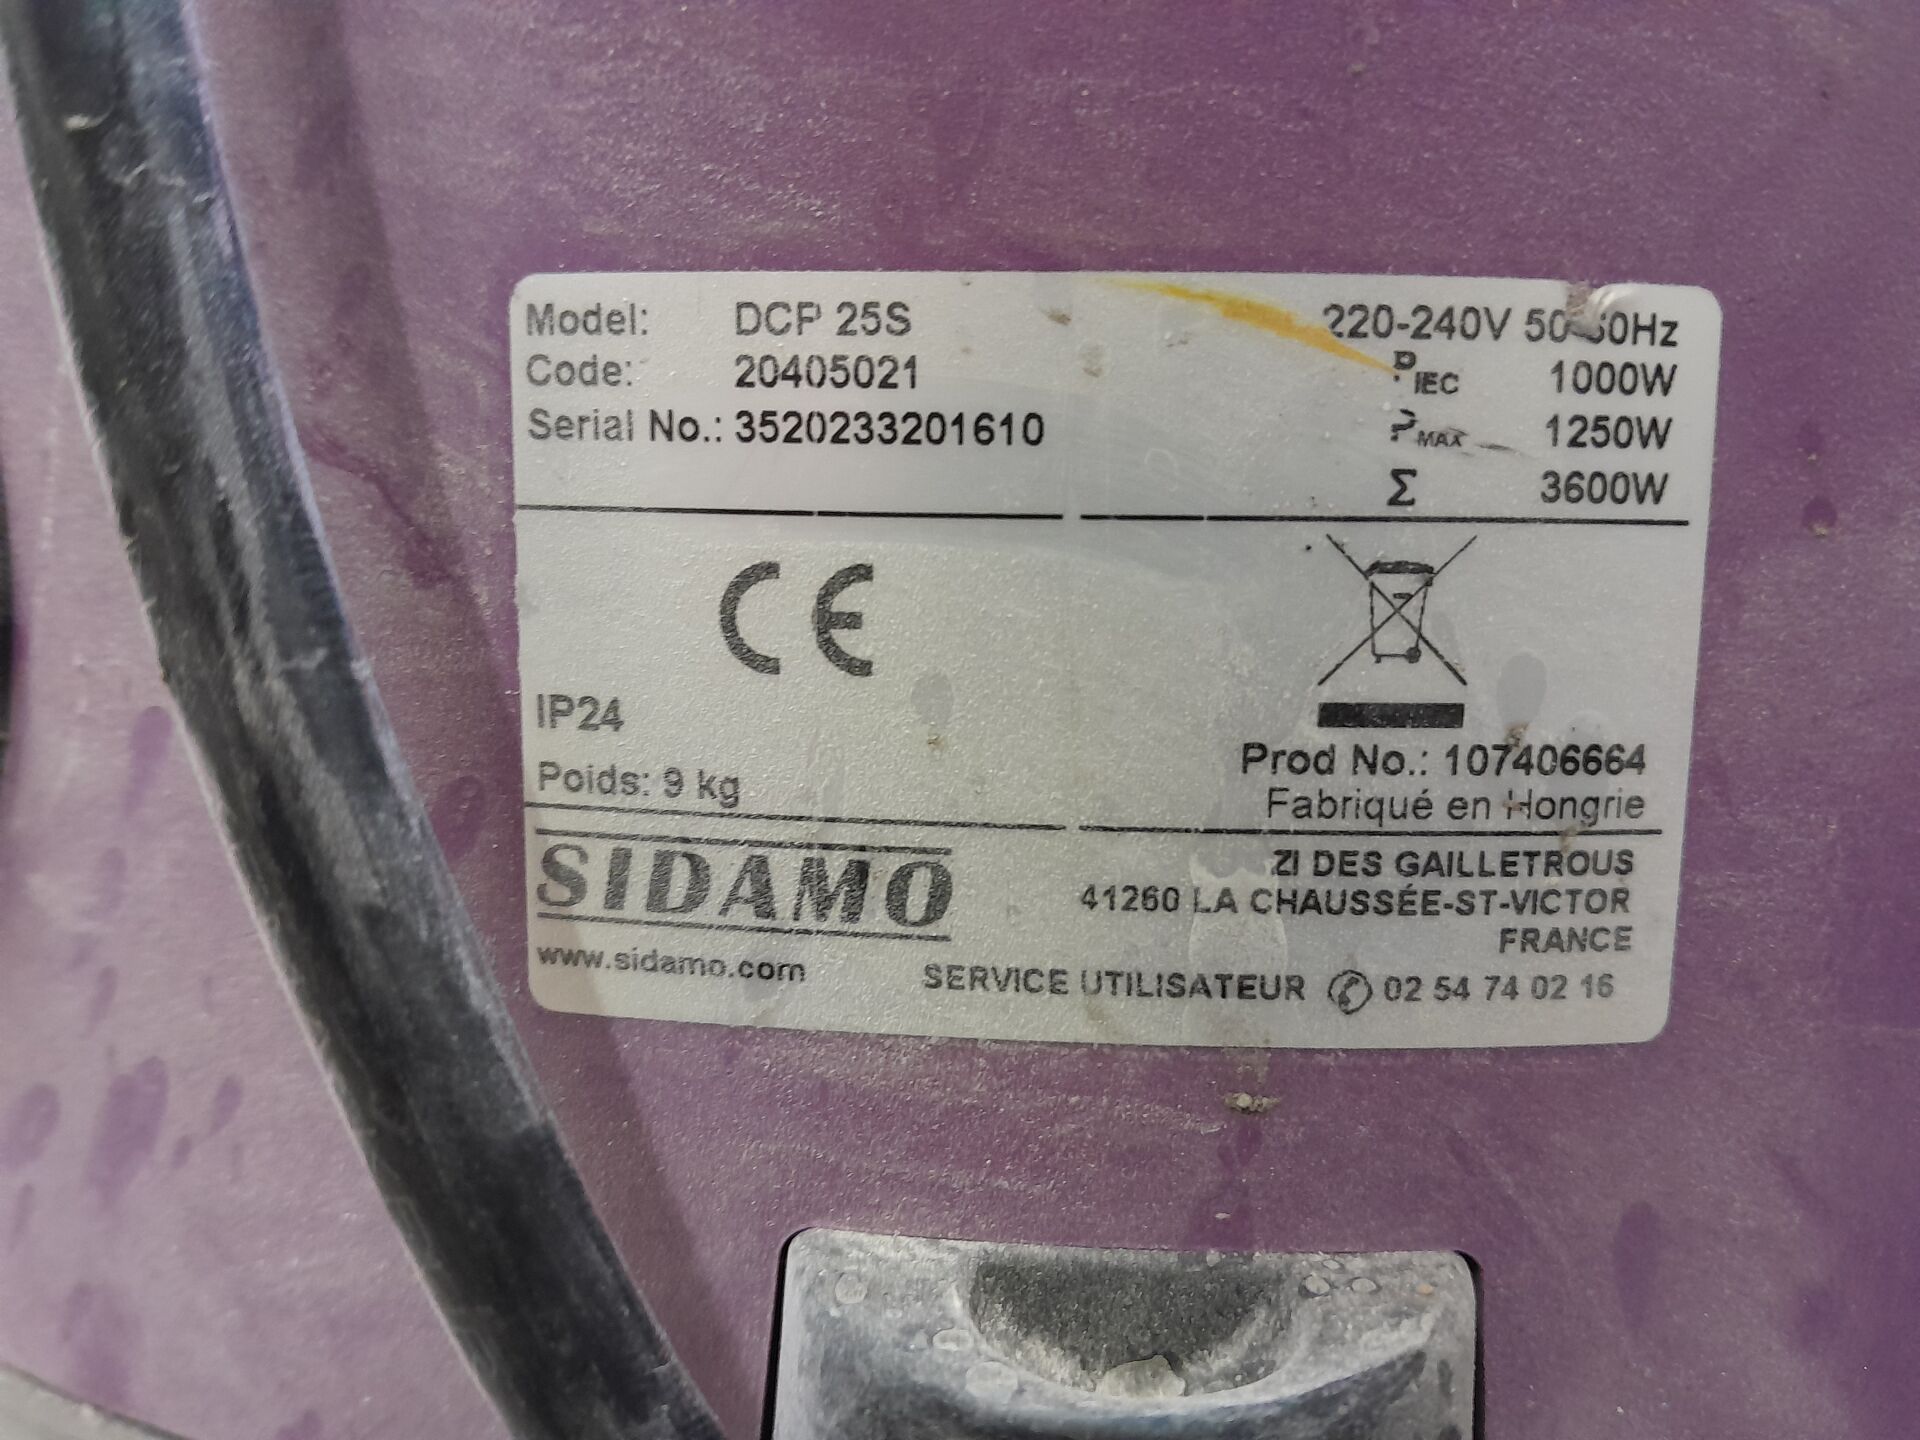 Model: DCP 25S 220-240V 50-60Hz
Code: 20405021 PIEC 1000W
Serial No.: 3520233201610 PMAX 1250W
Σ 3600W
CE
IP24
Poids: 9 kg
Prod No.: 107406664
Fabriqué en Hongrie
SIDAMO
www.sidamo.com
ZI DES GAILLETROUS
41260 LA CHAUSSÉE-ST-VICTOR
FRANCE
SERVICE UTILISATEUR ✆ 02 54 74 02 16